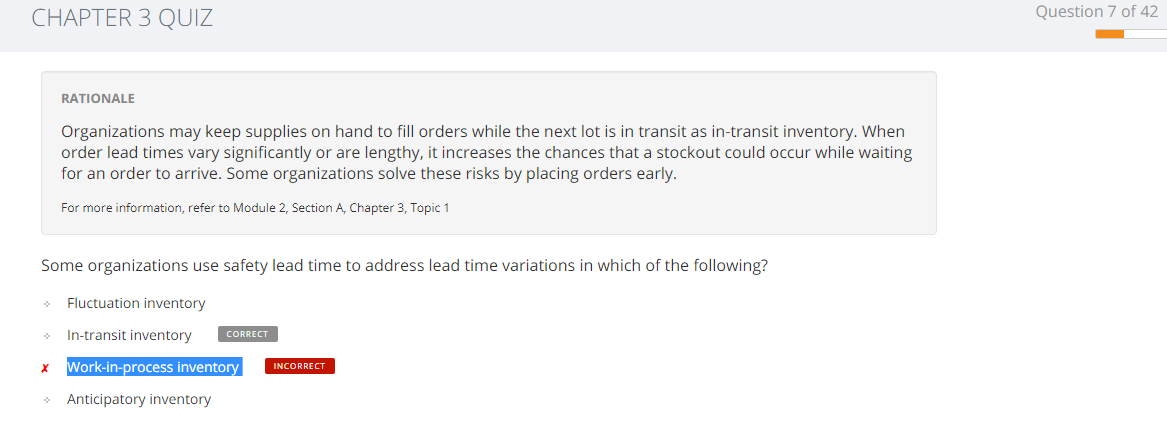 CHAPTER 3 QUIZ
Question 7 of 42
RATIONALE
Organizations may keep supplies on hand to fill orders while the next lot is in transit as in-transit inventory. When
order lead times vary significantly or are lengthy, it increases the chances that a stockout could occur while waiting
for an order to arrive. Some organizations solve these risks by placing orders early.
For more information, refer to Module 2, Section A, Chapter 3, Topic 1
Some organizations use safety lead time to address lead time variations in which of the following?
Fluctuation inventory
In-transit inventory CORRECT
✗ Work-in-process inventory INCORRECT
Anticipatory inventory